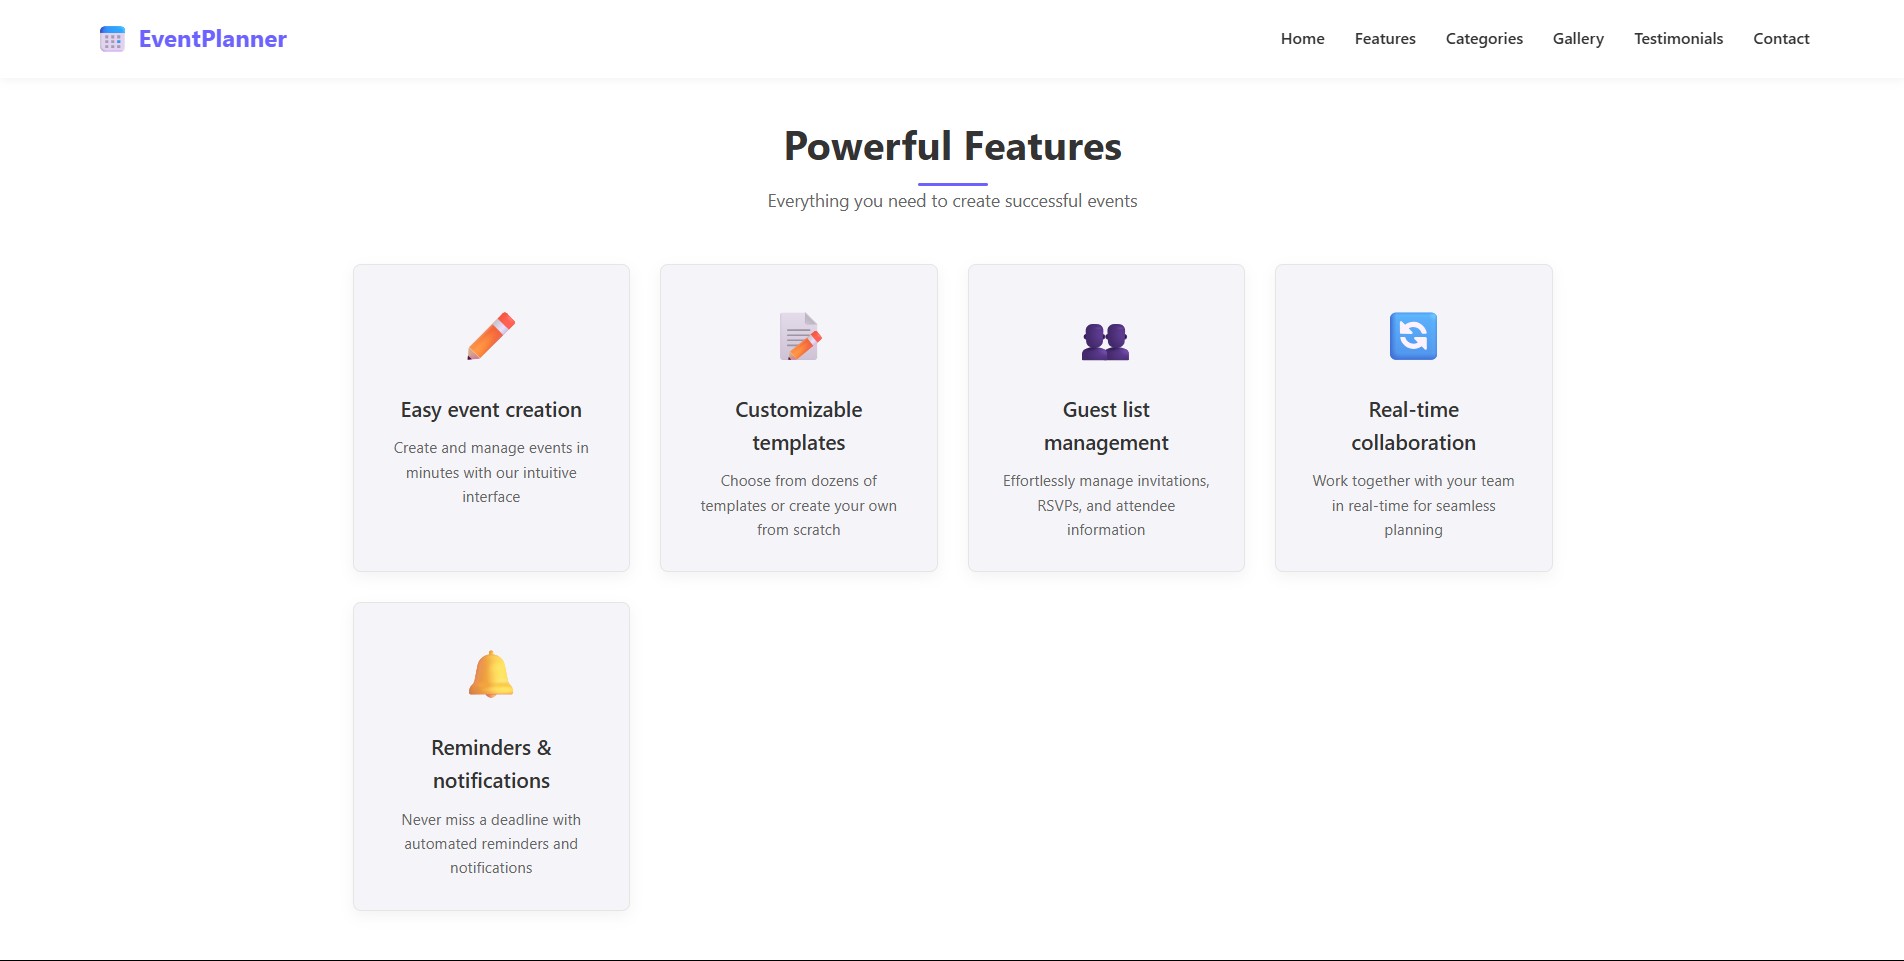 EventPlanner
Home
Features
Categories
Gallery
Testimonials
Contact
Powerful Features
Everything you need to create successful events
Easy event creation
Create and manage events in
minutes with our intuitive
interface
Customizable
templates
Choose from dozens of
templates or create your own
from scratch
Guest list
management
Effortlessly manage invitations,
RSVPs, and attendee
information
Real-time
collaboration
Work together with your team
in real-time for seamless
planning
Reminders &
notifications
Never miss a deadline with
automated reminders and
notifications